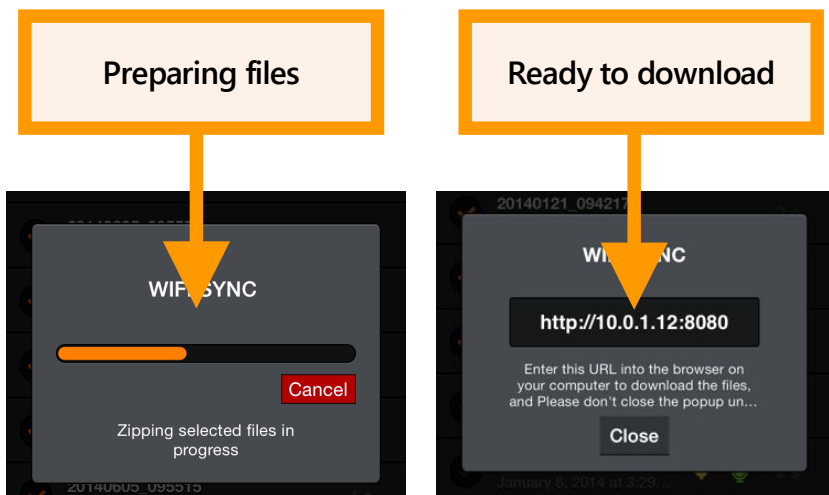 Preparing files
Ready to download
WIFI SYNC
Cancel
Zipping selected files in
progress
20140605_095515
20140121_094217
http://10.0.1.12:8080
Enter this URL into the browser on
your computer to download the files,
and Please don't close the popup un...
Close
January 8, 2014 at 3:29...